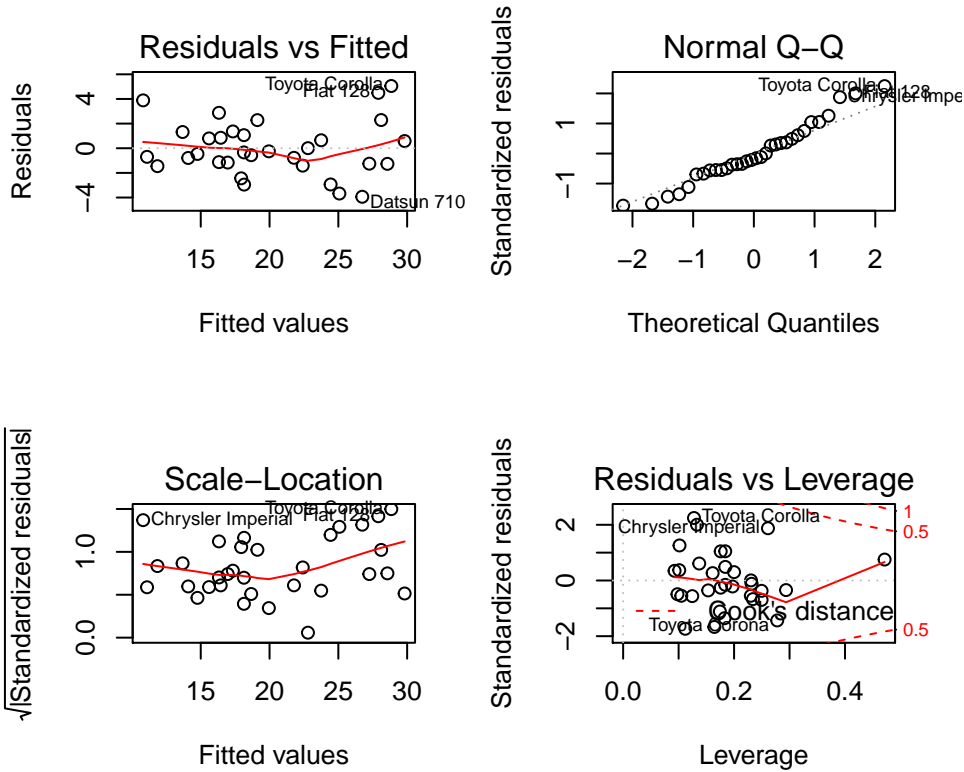 Residuals vs Fitted
Residuals
4
0
−4
Toyota Corolla
Fiat 128
Datsun 710
15 20 25 30
Fitted values
Normal Q−Q
Standardized residuals
1
−1
Toyota Corolla
Fiat 128
Chrysler Impe
−2 −1 0 1 2
Theoretical Quantiles
Scale−Location
√|Standardized residuals|
1.0
0.0
Toyota Corolla
Fiat 128
Chrysler Imperial
15 20 25 30
Fitted values
Residuals vs Leverage
Standardized residuals
2
0
−2
Toyota Corolla
Chrysler Imperial
Cook's distance
Toyota Corona
1
0.5
0.5
0.0 0.2 0.4
Leverage